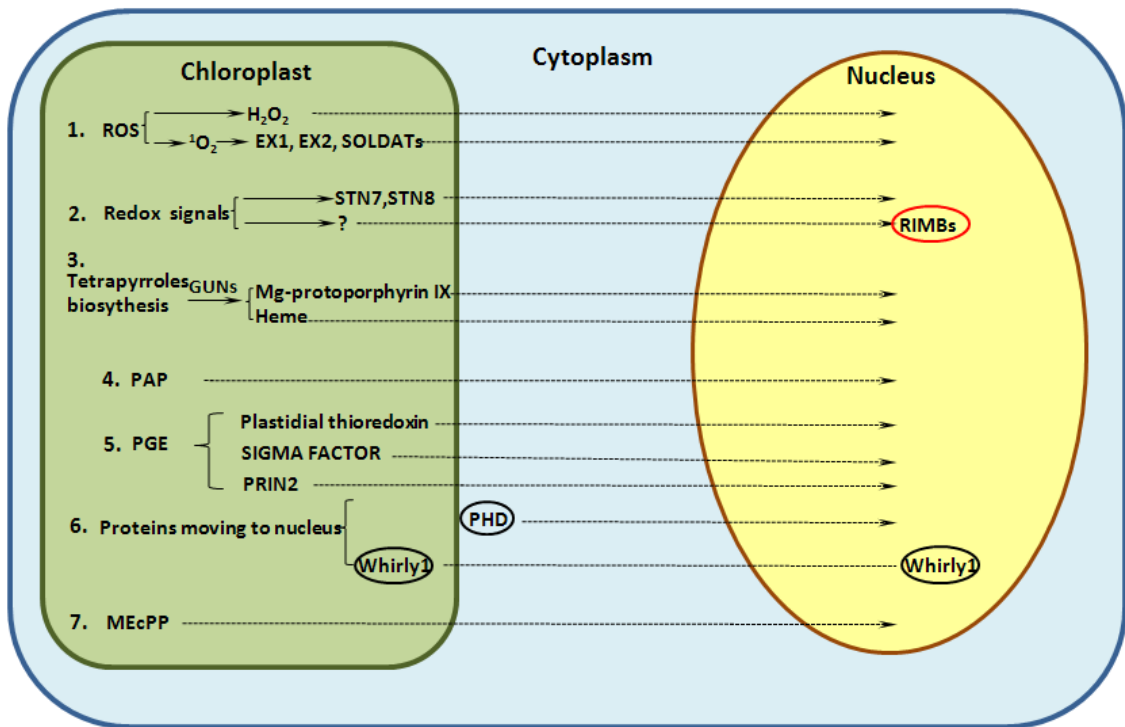 Chloroplast
Cytoplasm
Nucleus
1. ROS
H₂O₂
¹O₂ EX1, EX2, SOLDATs
2. Redox signals
STN7,STN8
?
RIMBs
3.
Tetrapyrroles GUNs
biosythesis
Mg-protoporphyrin IX
Heme
4. PAP
5. PGE
Plastidial thioredoxin
SIGMA FACTOR
PRIN2
6. Proteins moving to nucleus
PHD
Whirly1
Whirly1
7. MEcPP